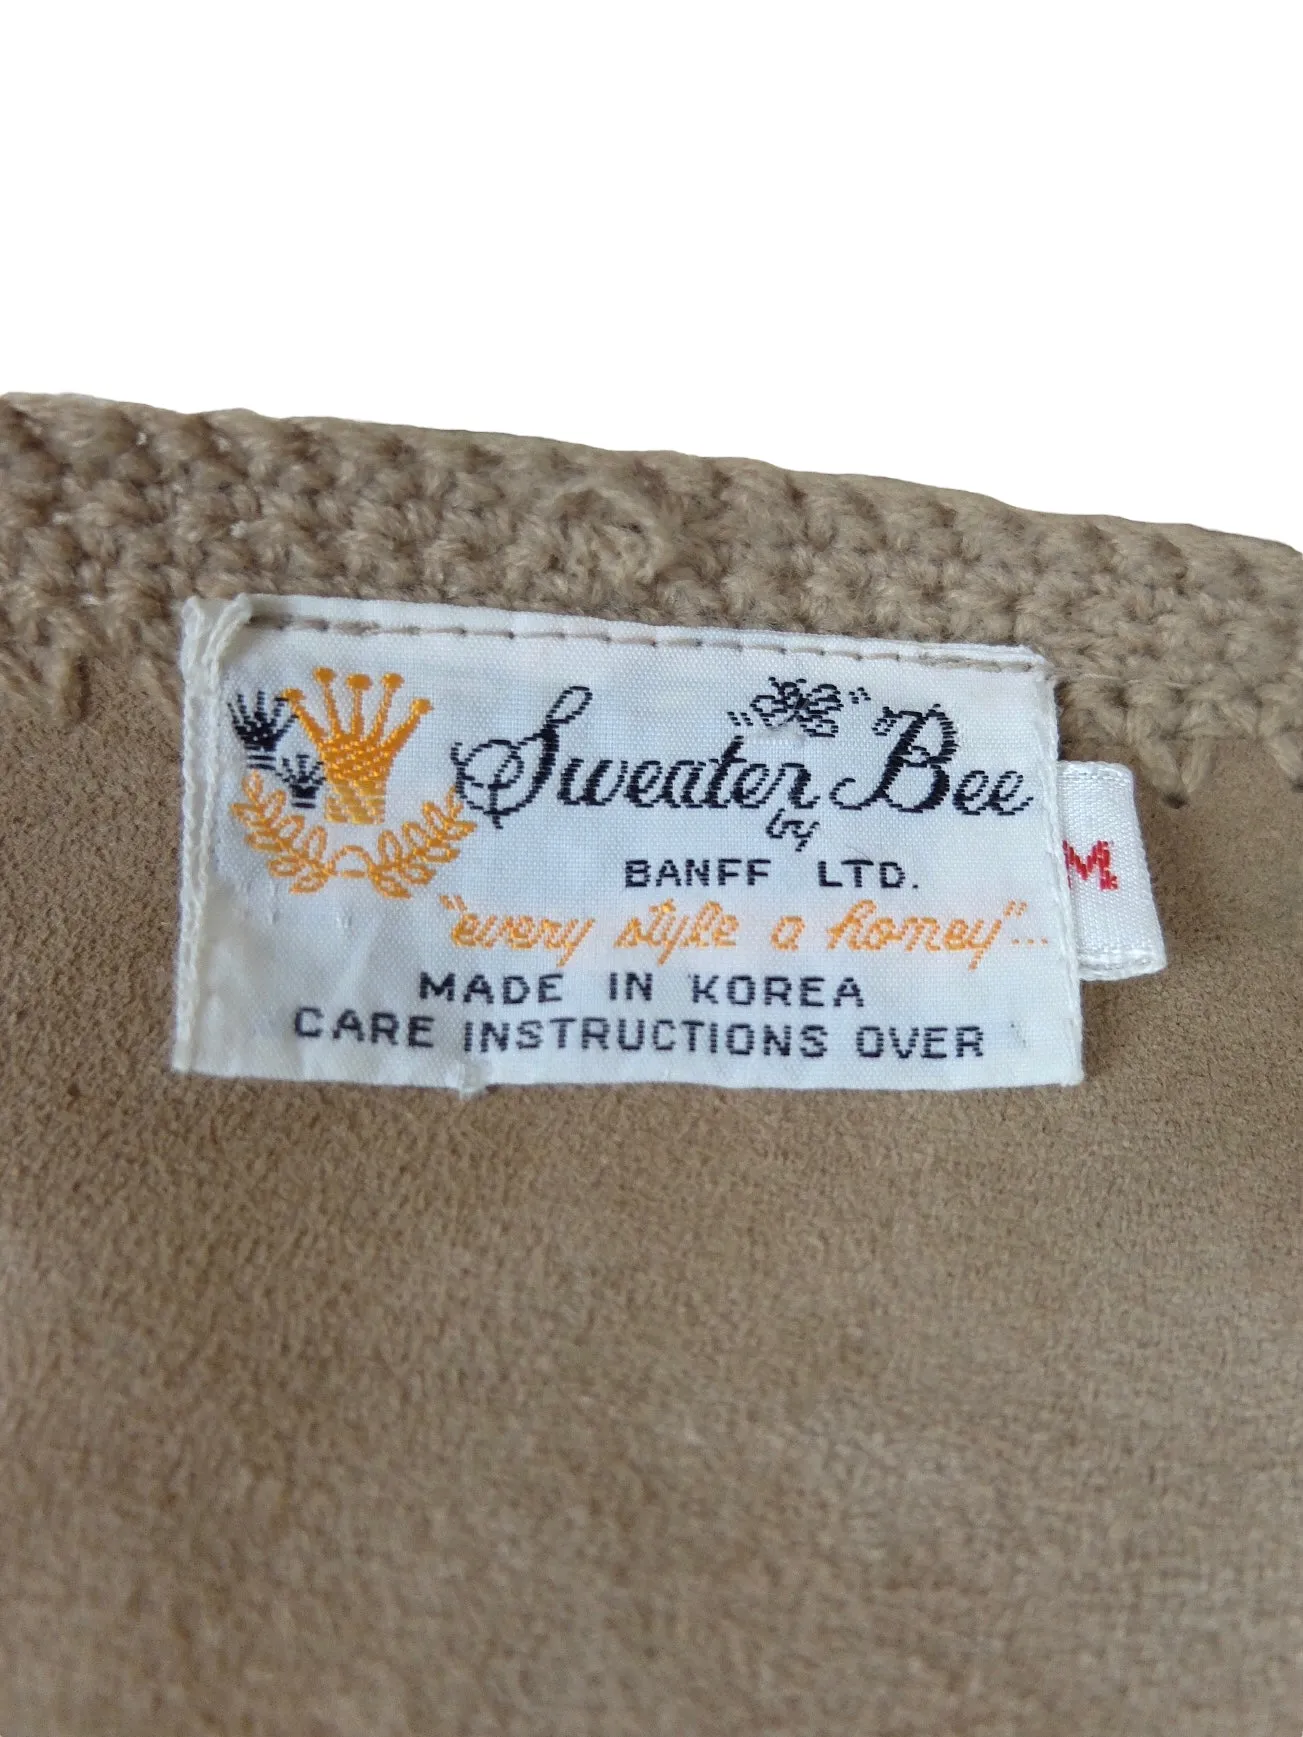 "Sweater Bee"
by
BANFF LTD.
"every style a honey"...
MADE IN KOREA
CARE INSTRUCTIONS OVER
M